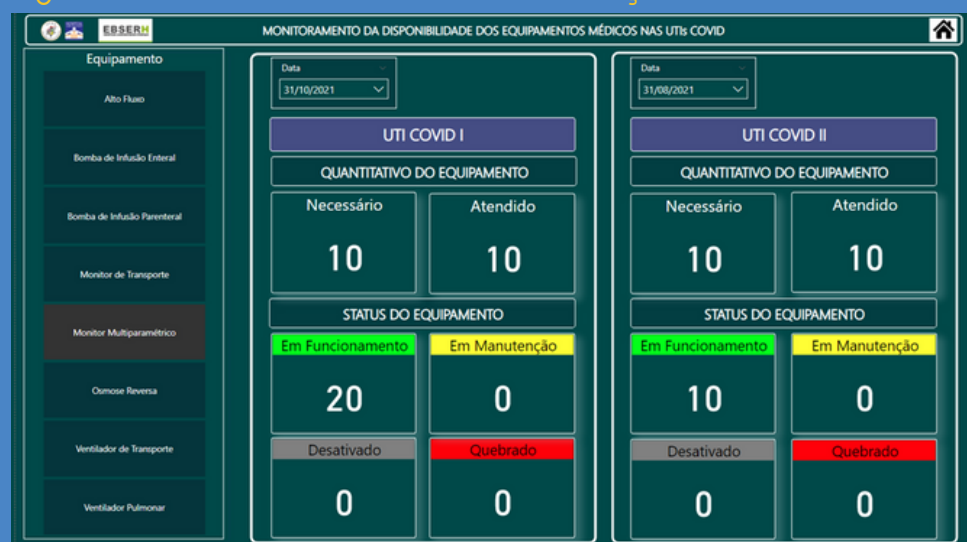 EBSERH
MONITORAMENTO DA DISPONIBILIDADE DOS EQUIPAMENTOS MÉDICOS NAS UTIs COVID
Equipamento
Alto Fluxo
Bomba de Infusão Enteral
Bomba de Infusão Parenteral
Monitor de Transporte
Monitor Multiparamétrico
Osmose Reversa
Ventilador de Transporte
Ventilador Pulmonar
Data
31/10/2021
UTI COVID I
QUANTITATIVO DO EQUIPAMENTO
Necessário Atendido
10 10
STATUS DO EQUIPAMENTO
Em Funcionamento Em Manutenção
20 0
Desativado Quebrado
0 0
Data
31/08/2021
UTI COVID II
QUANTITATIVO DO EQUIPAMENTO
Necessário Atendido
10 10
STATUS DO EQUIPAMENTO
Em Funcionamento Em Manutenção
10 0
Desativado Quebrado
0 0